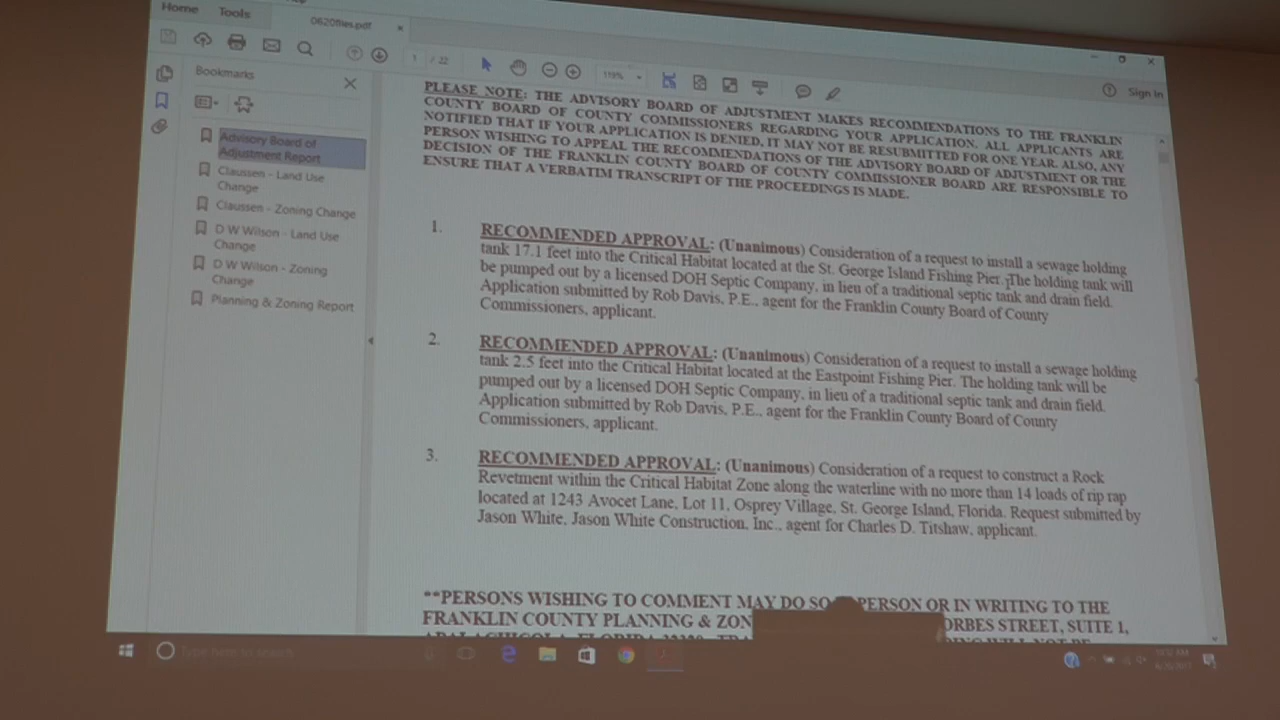 Home Tools 0620files.pdf
1 / 22 119% Sign In
Bookmarks
Advisory Board of
Adjustment Report
Claussen - Land Use
Change
Claussen - Zoning Change
D W Wilson - Land Use
Change
D W Wilson - Zoning
Change
Planning & Zoning Report
PLEASE NOTE: THE ADVISORY BOARD OF ADJUSTMENT MAKES RECOMMENDATIONS TO THE FRANKLIN
COUNTY BOARD OF COUNTY COMMISSIONERS REGARDING YOUR APPLICATION. ALL APPLICANTS ARE
NOTIFIED THAT IF YOUR APPLICATION IS DENIED, IT MAY NOT BE RESUBMITTED FOR ONE YEAR. ALSO, ANY
PERSON WISHING TO APPEAL THE RECOMMENDATIONS OF THE ADVISORY BOARD OF ADJUSTMENT OR THE
DECISION OF THE FRANKLIN COUNTY BOARD OF COUNTY COMMISSIONER BOARD ARE RESPONSIBLE TO
ENSURE THAT A VERBATIM TRANSCRIPT OF THE PROCEEDINGS IS MADE.
1. RECOMMENDED APPROVAL: (Unanimous) Consideration of a request to install a sewage holding
tank 17.1 feet into the Critical Habitat located at the St. George Island Fishing Pier. The holding tank will
be pumped out by a licensed DOH Septic Company, in lieu of a traditional septic tank and drain field.
Application submitted by Rob Davis, P.E., agent for the Franklin County Board of County
Commissioners, applicant.
2. RECOMMENDED APPROVAL: (Unanimous) Consideration of a request to install a sewage holding
tank 2.5 feet into the Critical Habitat located at the Eastpoint Fishing Pier. The holding tank will be
pumped out by a licensed DOH Septic Company, in lieu of a traditional septic tank and drain field.
Application submitted by Rob Davis, P.E., agent for the Franklin County Board of County
Commissioners, applicant.
3. RECOMMENDED APPROVAL: (Unanimous) Consideration of a request to construct a Rock
Revetment within the Critical Habitat Zone along the waterline with no more than 14 loads of rip rap
located at 1243 Avocet Lane, Lot 11, Osprey Village, St. George Island, Florida. Request submitted by
Jason White, Jason White Construction, Inc., agent for Charles D. Titshaw, applicant.
**PERSONS WISHING TO COMMENT MAY DO SO PERSON OR IN WRITING TO THE
FRANKLIN COUNTY PLANNING & ZON ORBES STREET, SUITE 1,
Type here to search